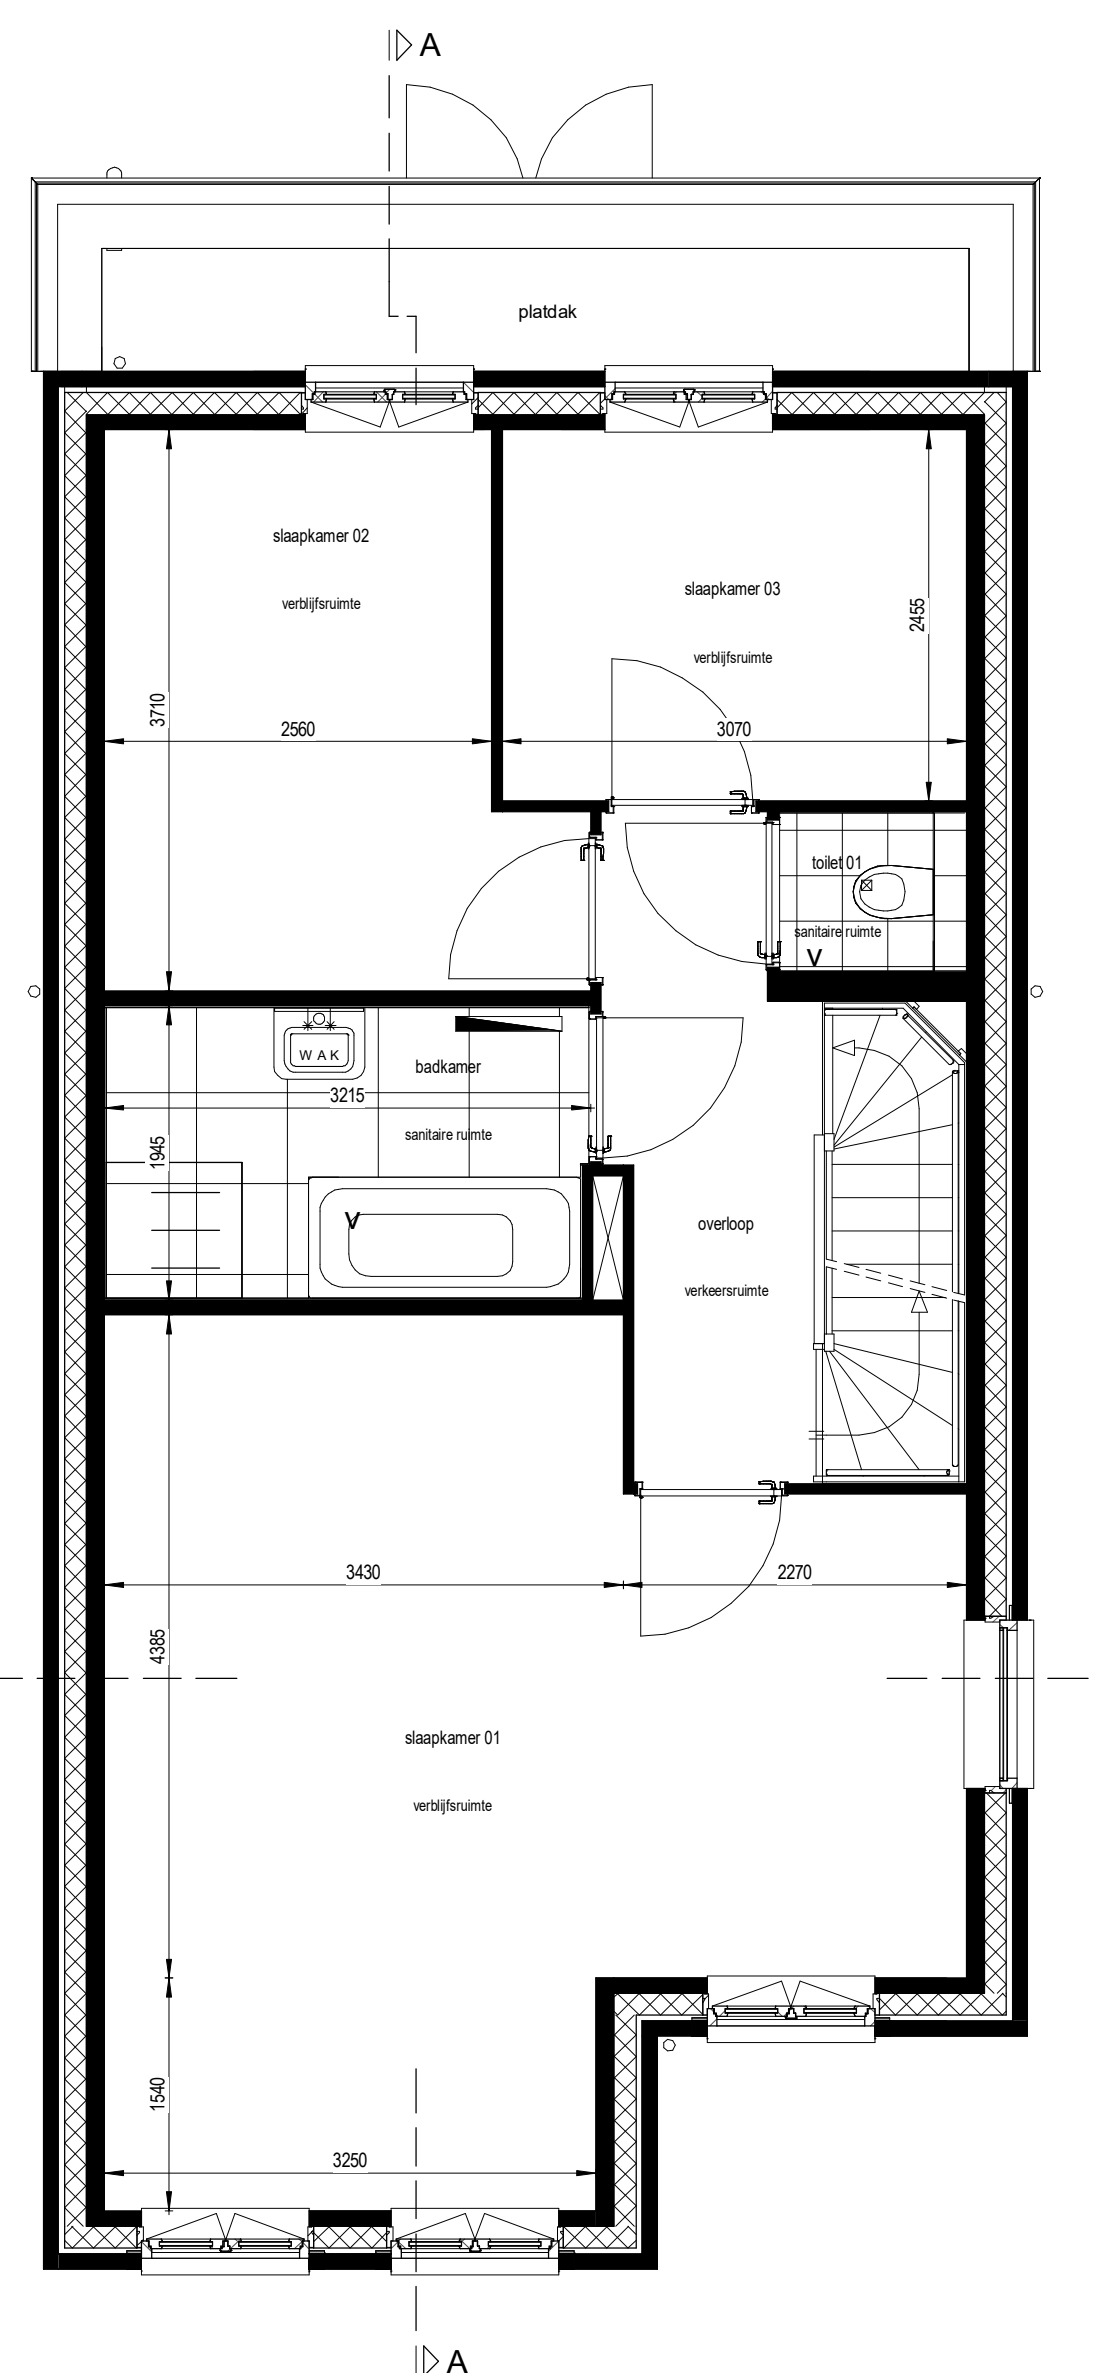 A
platdak
slaapkamer 02
verblijfsruimte
slaapkamer 03
verblijfsruimte
2455
3710
2560
3070
toilet 01
sanitaire ruimte
V
WAK
badkamer
3215
sanitaire ruimte
1945
V
overloop
verkeersruimte
3430
2270
4385
slaapkamer 01
verblijfsruimte
1540
3250
A